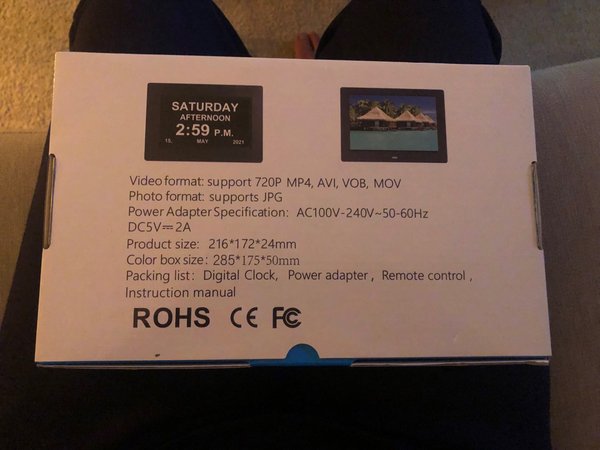 SATURDAY
AFTERNOON
2:59 P.M.
15. MAY 2021
Video format: support 720P MP4, AVI, VOB, MOV
Photo format: supports JPG
Power Adapter Specification: AC100V-240V~50-60Hz
DC5V⎓2A
Product size: 216*172*24mm
Color box size: 285*175*50mm
Packing list: Digital Clock, Power adapter, Remote control,
Instruction manual
ROHS CE FC